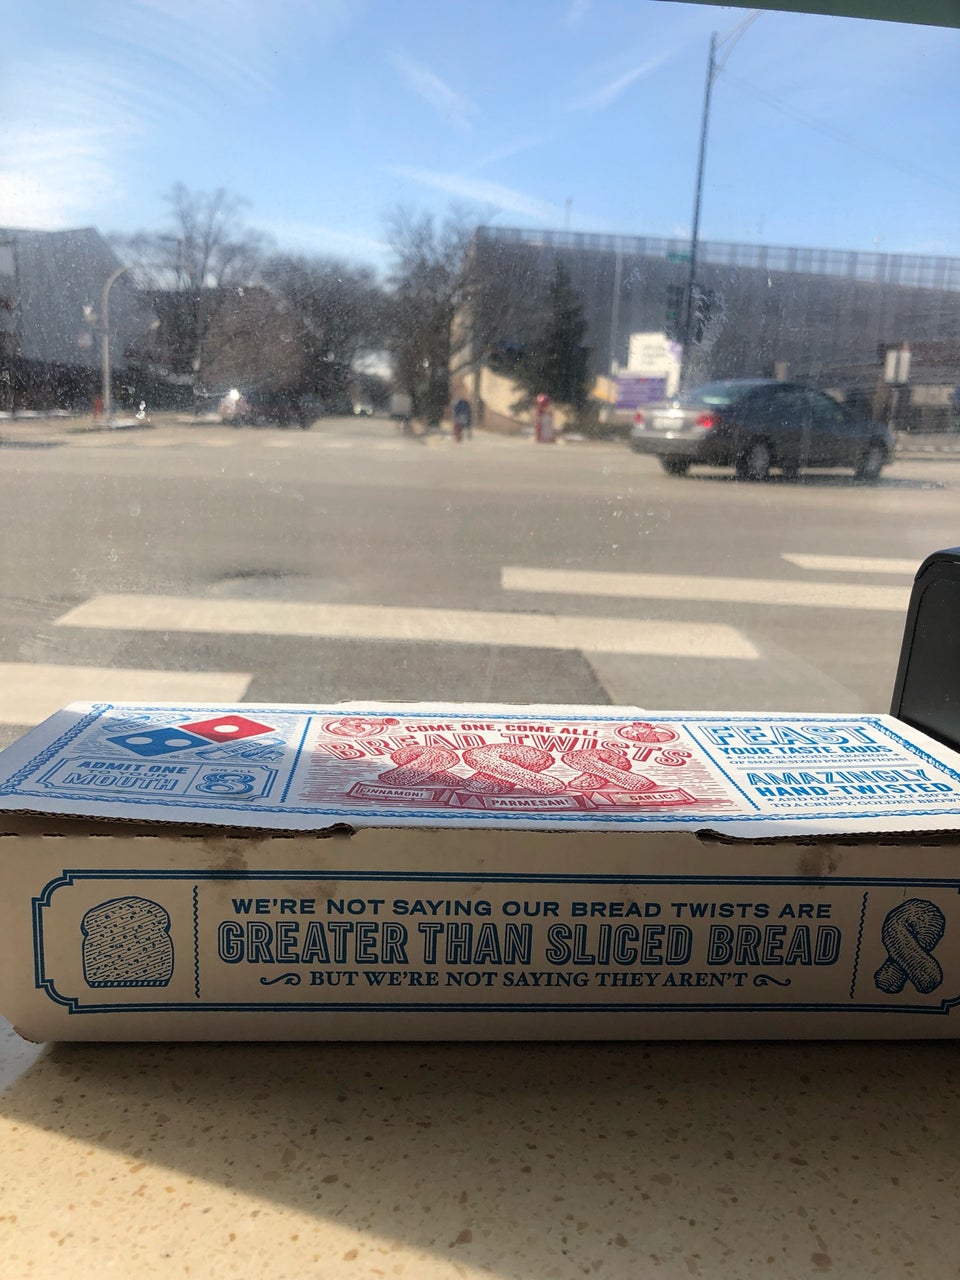 COME ONE, COME ALL!
BREAD TWISTS
CINNAMON!
PARMESAN!
GARLIC!
ADMIT ONE
MOUTH
8
FEAST
YOUR TASTE BUDS
AMAZINGLY
HAND-TWISTED
WE'RE NOT SAYING OUR BREAD TWISTS ARE
GREATER THAN SLICED BREAD
BUT WE'RE NOT SAYING THEY AREN'T